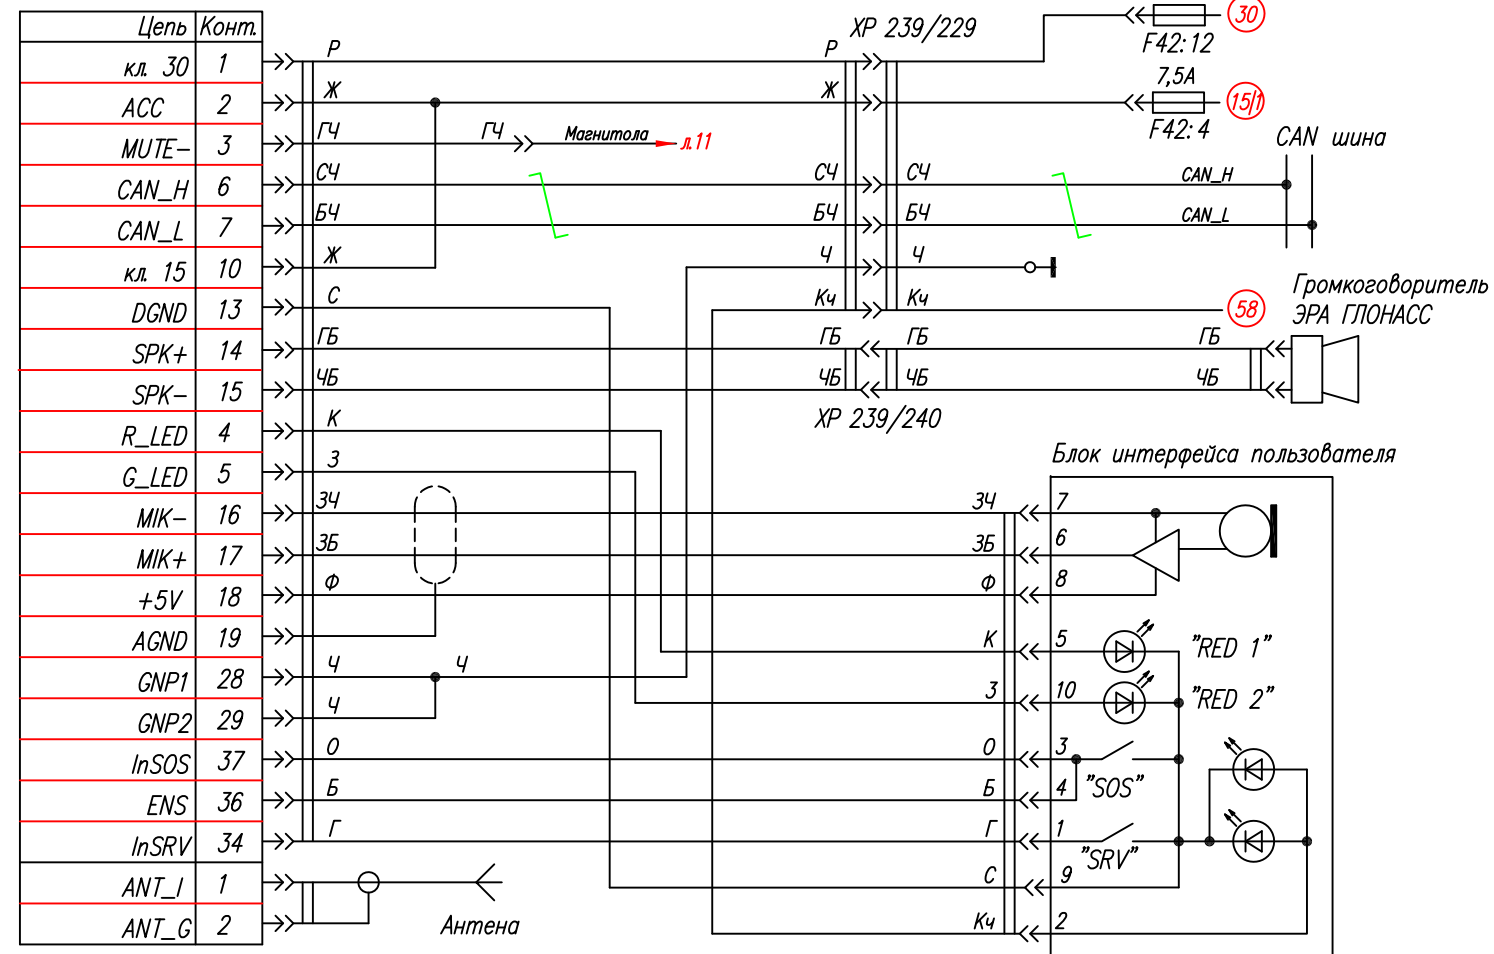 Цепь Конт.
кл. 30 1
ACC 2
MUTE– 3
CAN_H 6
CAN_L 7
кл. 15 10
DGND 13
SPK+ 14
SPK– 15
R_LED 4
G_LED 5
MIK– 16
MIK+ 17
+5V 18
AGND 19
GNP1 28
GNP2 29
InSOS 37
ENS 36
InSRV 34
ANT_I 1
ANT_G 2
XP 239/229
30
F42:12
Р Р
7,5А
15/1
Ж Ж
F42:4
ГЧ ГЧ Магнитола л.11
CAN шина
СЧ СЧ СЧ CAN_H
БЧ БЧ БЧ CAN_L
Ж Ч Ч
Громкоговоритель
ЭРА ГЛОНАСС
С Кч Кч 58
ГБ ГБ ГБ ГБ
ЧБ ЧБ ЧБ ЧБ
XP 239/240
К
Блок интерфейса пользователя
З
ЗЧ ЗЧ 7
ЗБ ЗБ 6
Ф Ф 8
К 5 "RED 1"
Ч Ч
З 10 "RED 2"
Ч
О О 3
"SOS"
Б Б 4
Г Г 1
"SRV"
С 9
Антена
Кч 2